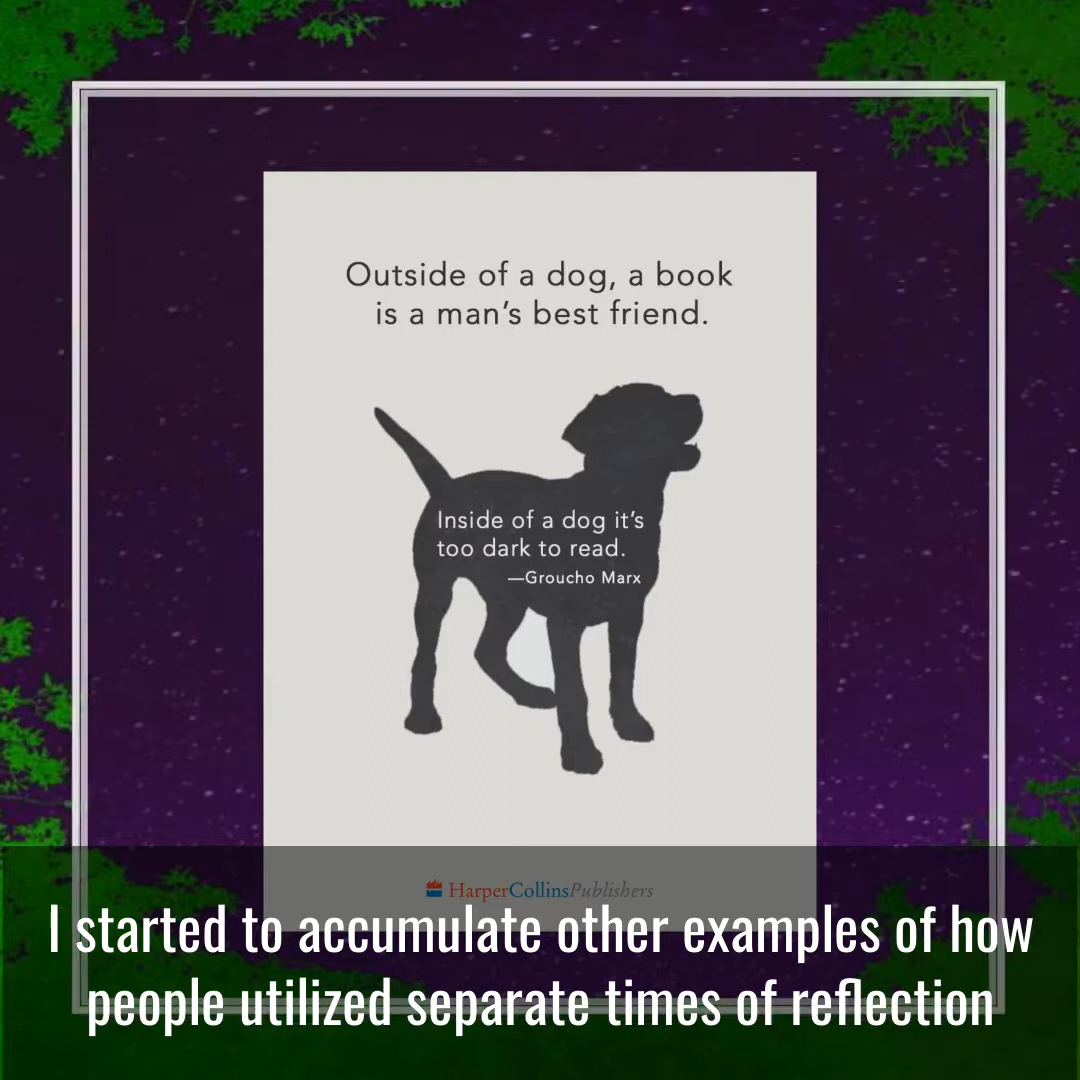 Outside of a dog, a book
is a man’s best friend.
Inside of a dog it’s
too dark to read.
—Groucho Marx
HarperCollinsPublishers
I started to accumulate other examples of how
people utilized separate times of reflection